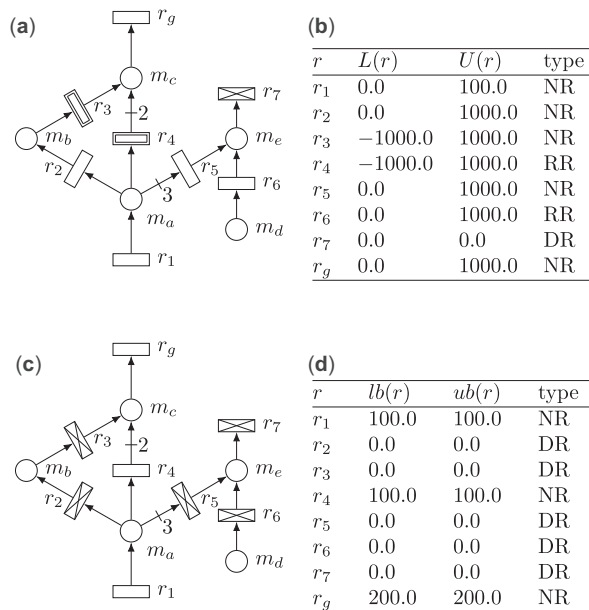 (a)
r_g
m_c
r_3
2
r_7
m_b
r_4
m_e
r_2
r_5
3
r_6
m_a
m_d
r_1
(b)
r L(r) U(r) type
r_1 0.0 100.0 NR
r_2 0.0 1000.0 NR
r_3 −1000.0 1000.0 NR
r_4 −1000.0 1000.0 RR
r_5 0.0 1000.0 NR
r_6 0.0 1000.0 RR
r_7 0.0 0.0 DR
r_g 0.0 1000.0 NR
(c)
r_g
m_c
r_3
2
r_7
m_b
r_4
m_e
r_2
r_5
3
r_6
m_a
m_d
r_1
(d)
r lb(r) ub(r) type
r_1 100.0 100.0 NR
r_2 0.0 0.0 DR
r_3 0.0 0.0 DR
r_4 100.0 100.0 NR
r_5 0.0 0.0 DR
r_6 0.0 0.0 DR
r_7 0.0 0.0 DR
r_g 200.0 200.0 NR